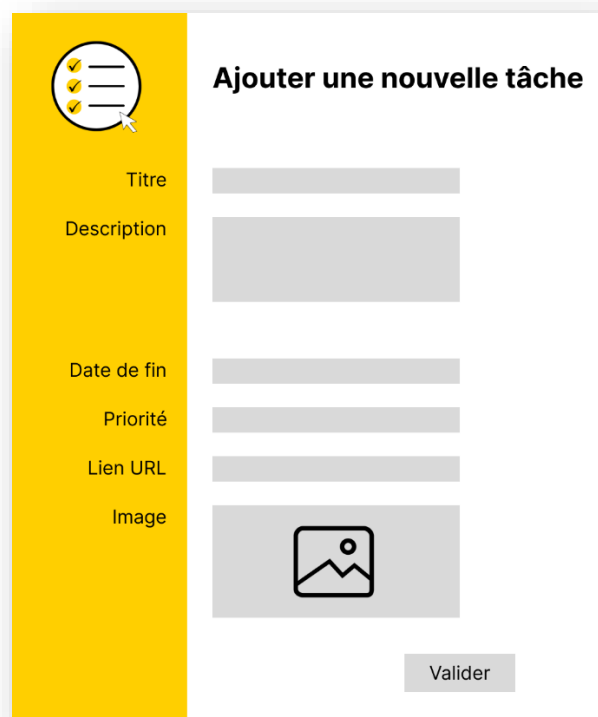 Ajouter une nouvelle tâche
Titre
Description
Date de fin
Priorité
Lien URL
Image
Valider